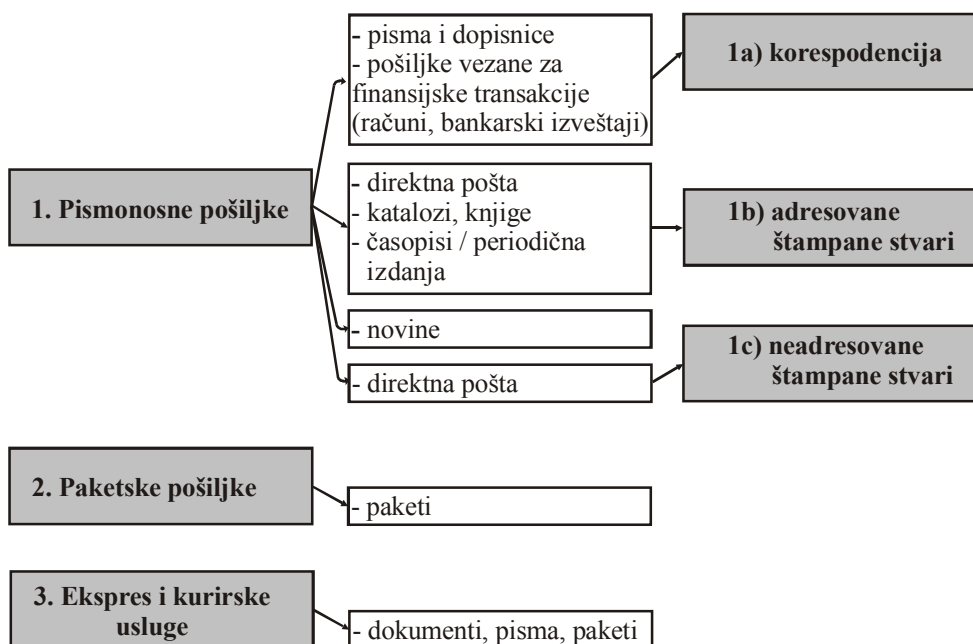 - pisma i dopisnice
- pošiljke vezane za
finansijske transakcije
(računi, bankarski izveštaji)
1a) korespodencija
1. Pismonosne pošiljke
- direktna pošta
- katalozi, knjige
- časopisi / periodična
izdanja
1b) adresovane
štampane stvari
- novine
- direktna pošta
1c) neadresovane
štampane stvari
2. Paketske pošiljke
- paketi
3. Ekspres i kurirske
usluge
- dokumenti, pisma, paketi